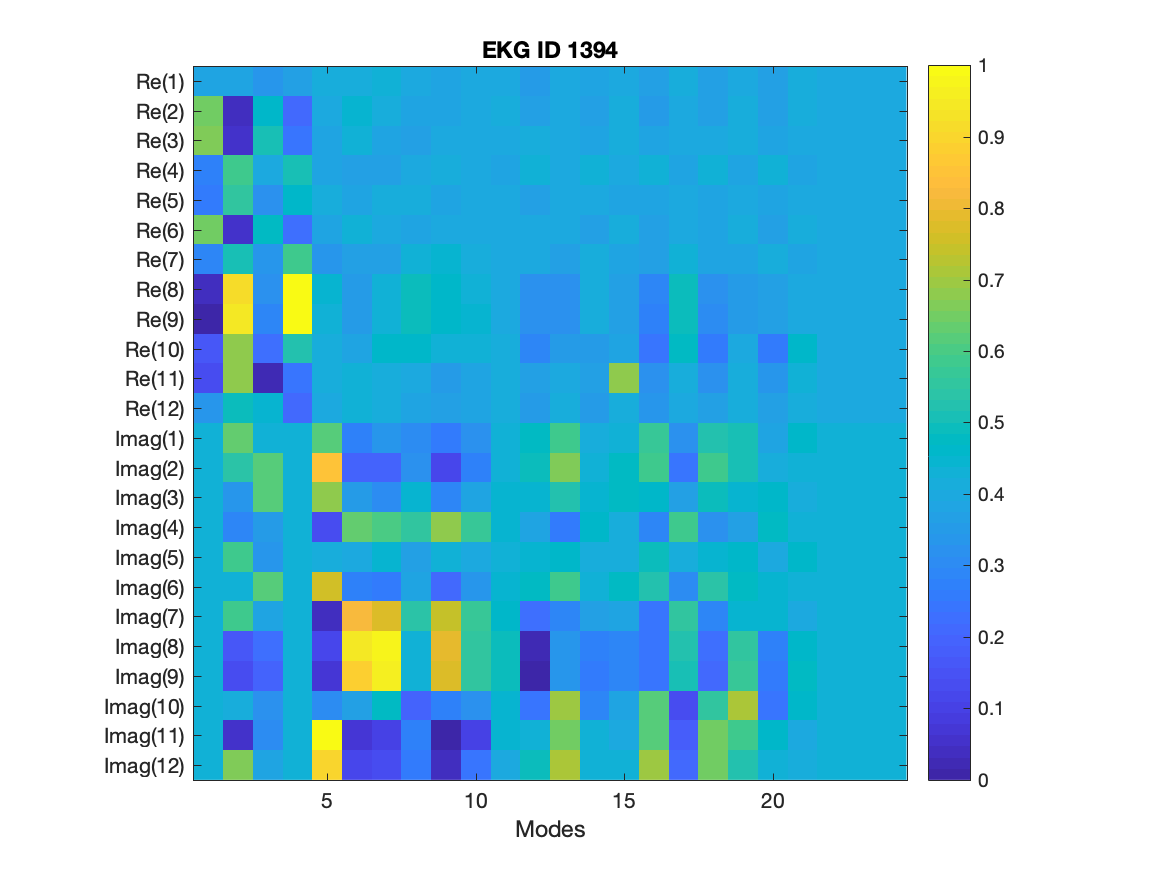 EKG ID 1394
Re(1)
Re(2)
Re(3)
Re(4)
Re(5)
Re(6)
Re(7)
Re(8)
Re(9)
Re(10)
Re(11)
Re(12)
Imag(1)
Imag(2)
Imag(3)
Imag(4)
Imag(5)
Imag(6)
Imag(7)
Imag(8)
Imag(9)
Imag(10)
Imag(11)
Imag(12)
5 10 15 20
Modes
1
0.9
0.8
0.7
0.6
0.5
0.4
0.3
0.2
0.1
0